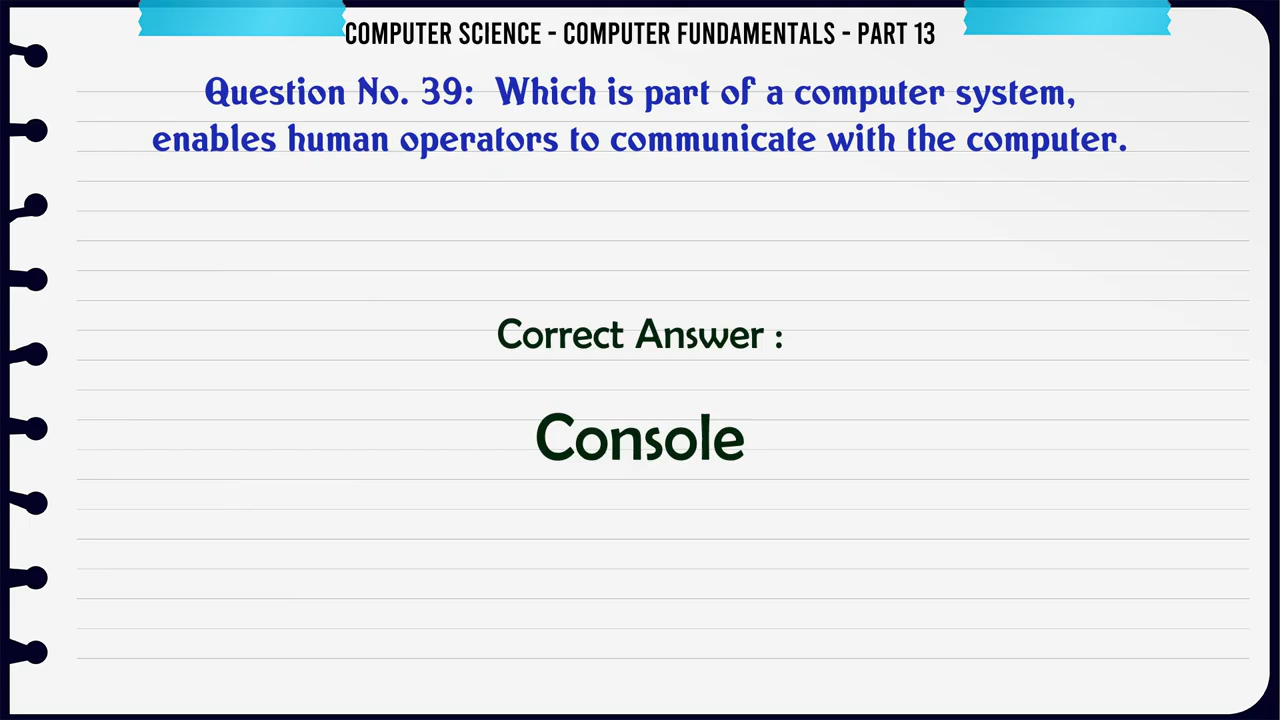 COMPUTER SCIENCE - COMPUTER FUNDAMENTALS - PART 13
Question No. 39: Which is part of a computer system,
enables human operators to communicate with the computer.
Correct Answer :
Console